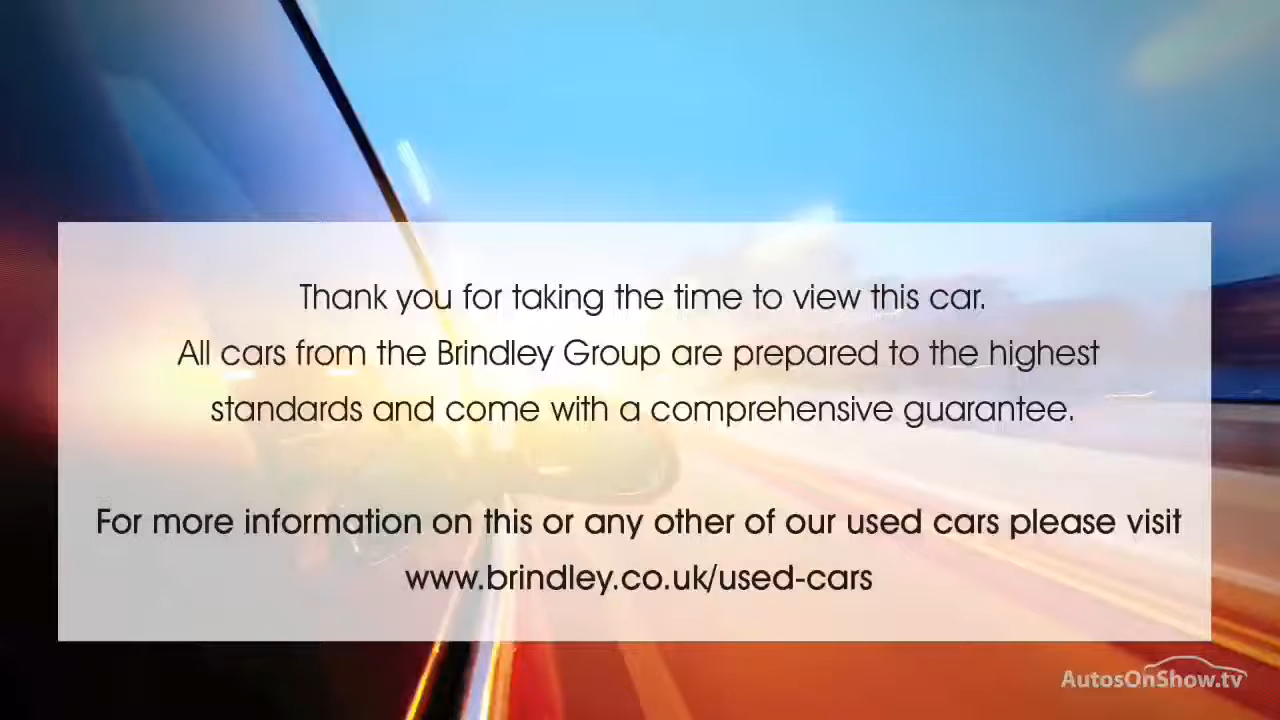 Thank you for taking the time to view this car.
All cars from the Brindley Group are prepared to the highest
standards and come with a comprehensive guarantee.
For more information on this or any other of our used cars please visit
www.brindley.co.uk/used-cars
AutosOnShow.tv